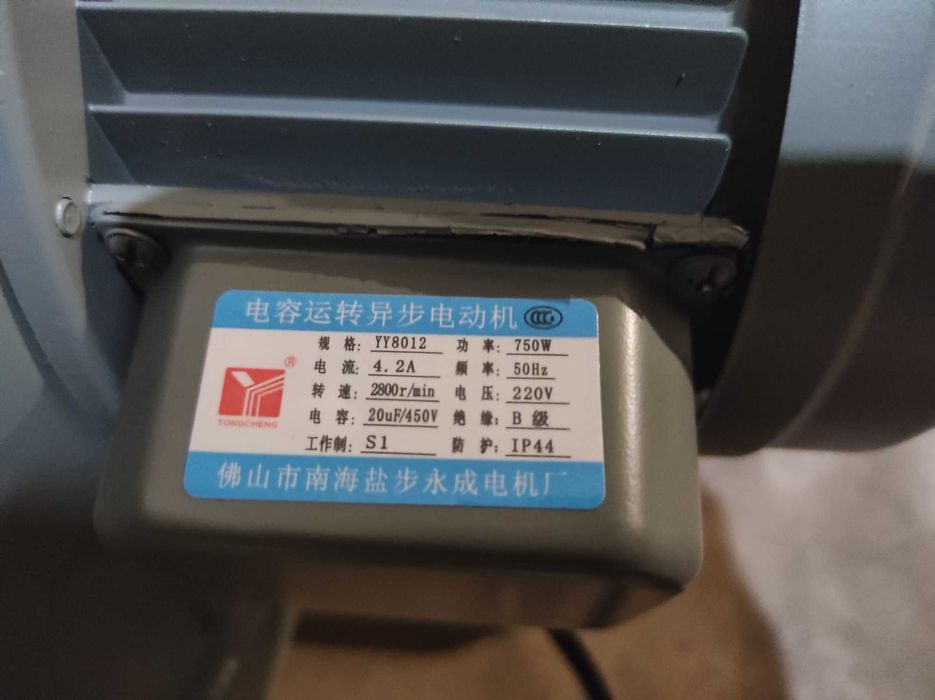 电容运转异步电动机 CCC
规 格: YY8012 功 率: 750W
电 流: 4.2A 频 率: 50Hz
转 速: 2800r/min 电 压: 220V
电 容: 20uF/450V 绝 缘: B 级
工作制: S1 防 护: IP44
®
YONGCHENG
佛山市南海盐步永成电机厂